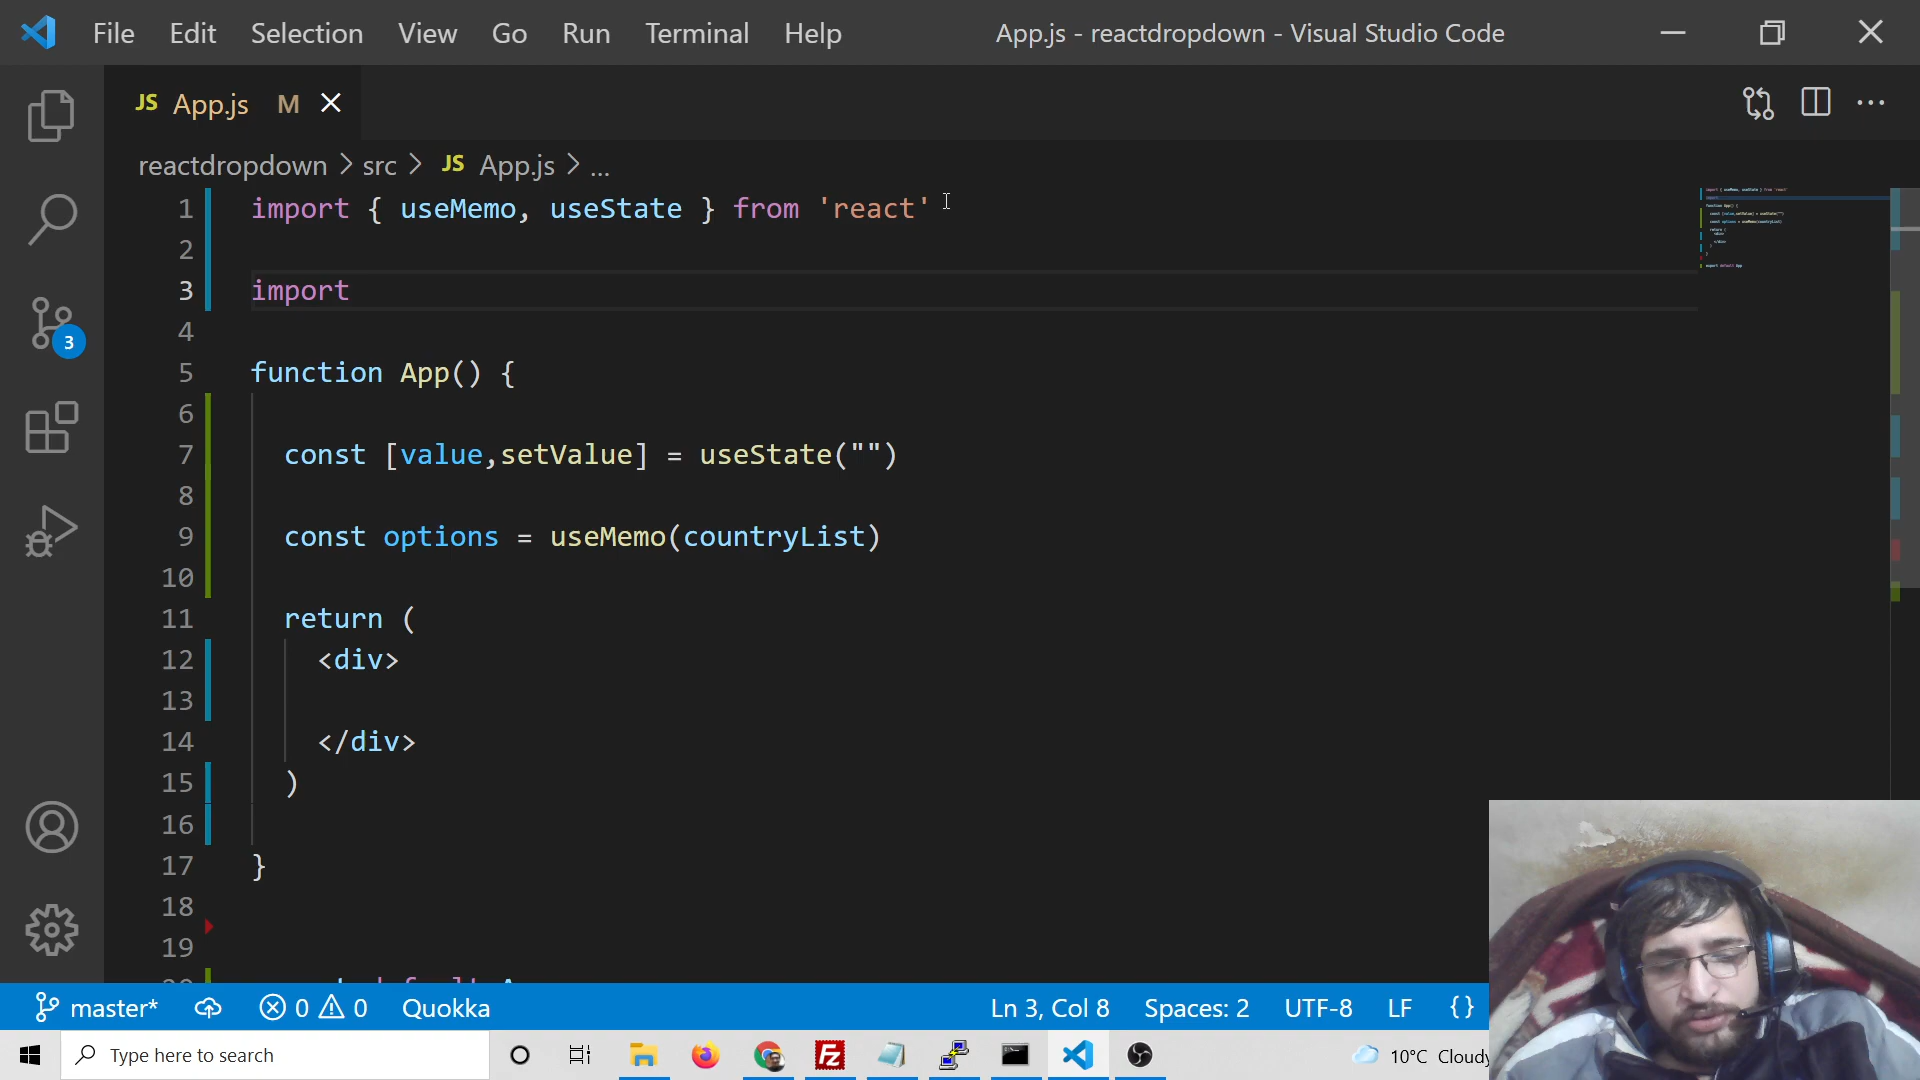 File Edit Selection View Go Run Terminal Help App.js - reactdropdown - Visual Studio Code
JS App.js M
reactdropdown > src > JS App.js > ...
1 import { useMemo, useState } from 'react'
2
3 import
4
5 function App() {
6
7 const [value,setValue] = useState("")
8
9 const options = useMemo(countryList)
10
11 return (
12 <div>
13
14 </div>
15 )
16
17 }
18
19
3
master* 0 0 Quokka Ln 3, Col 8 Spaces: 2 UTF-8 LF {}
Type here to search 10°C Cloudy